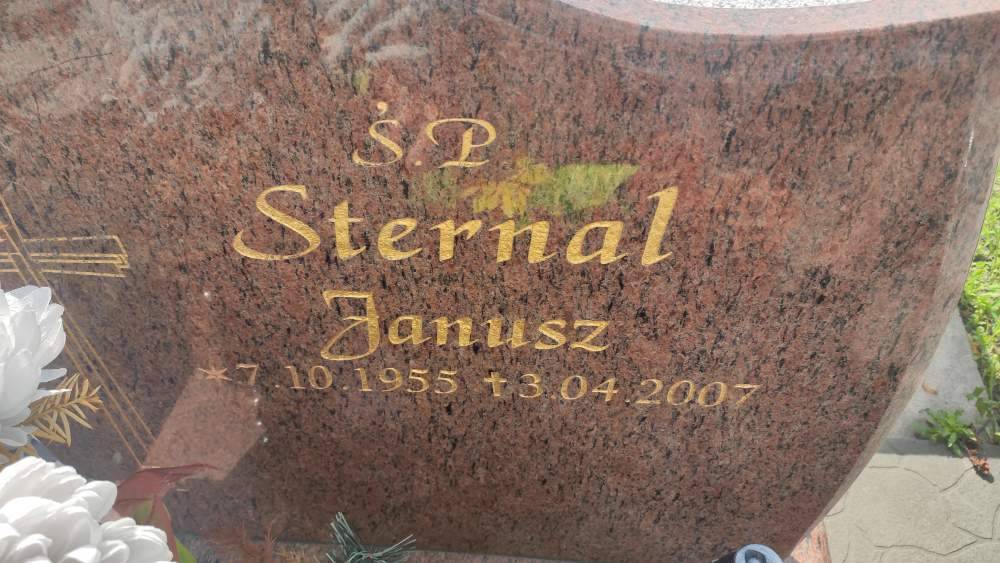 Ś.P
Sternal
Janusz
*7.10.1955 †3.04.2007